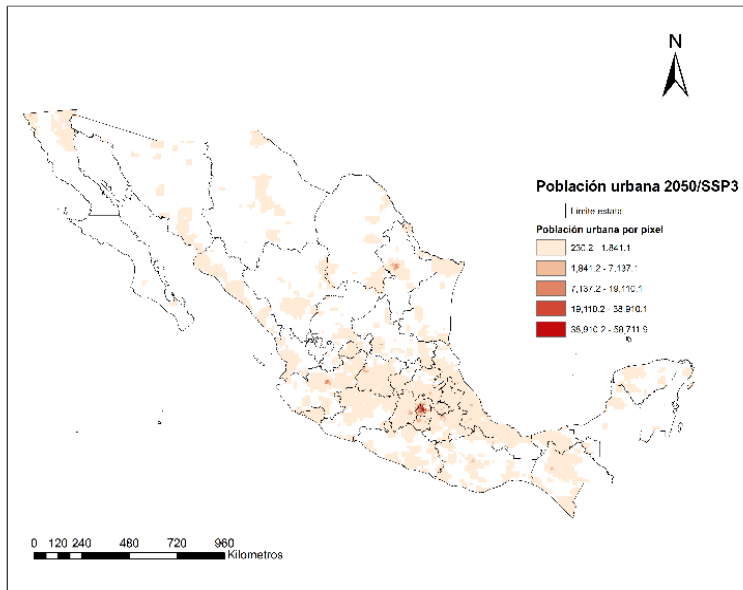 N
Población urbana 2050/SSP3
Limite estatal
Población urbana por pixel
230.2 - 1,841.1
1,841.2 - 7,137.1
7,137.2 - 19,110.1
19,110.2 - 38,910.1
38,910.2 - 59,711.9
0 120 240 480 720 960
Kilometros